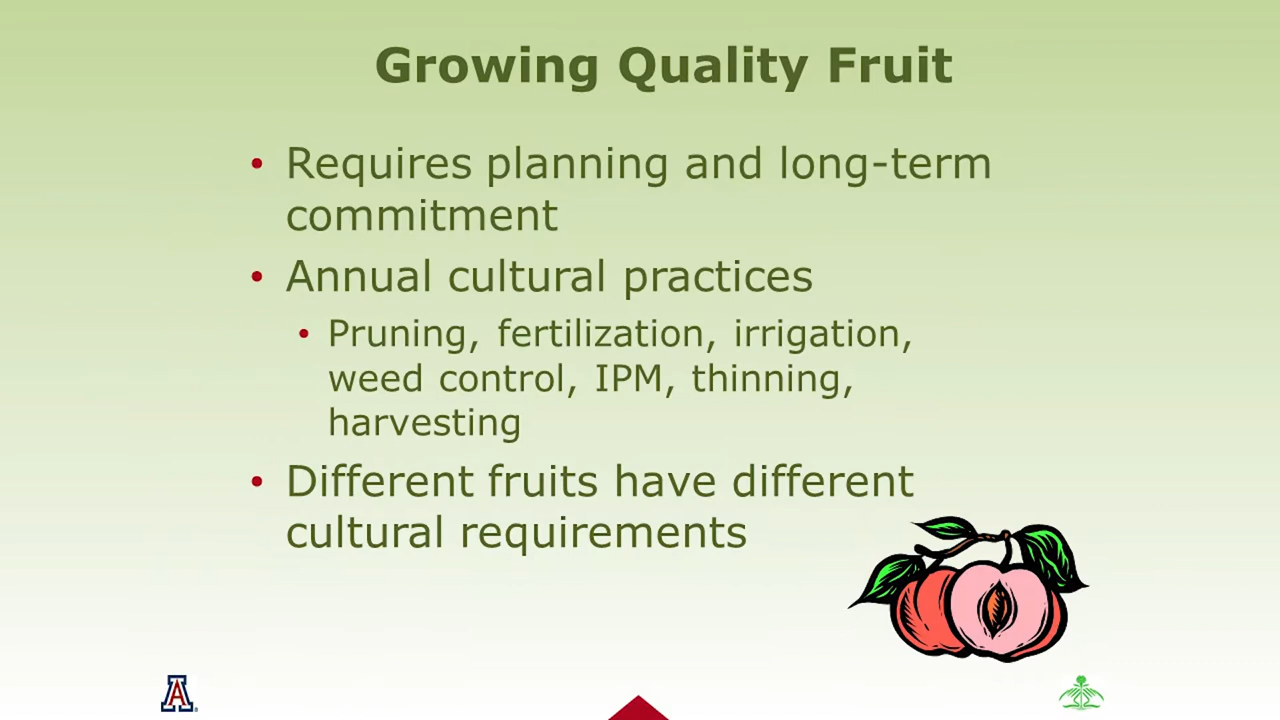 Growing Quality Fruit
• Requires planning and long-term
commitment
• Annual cultural practices
• Pruning, fertilization, irrigation,
weed control, IPM, thinning,
harvesting
• Different fruits have different
cultural requirements
A